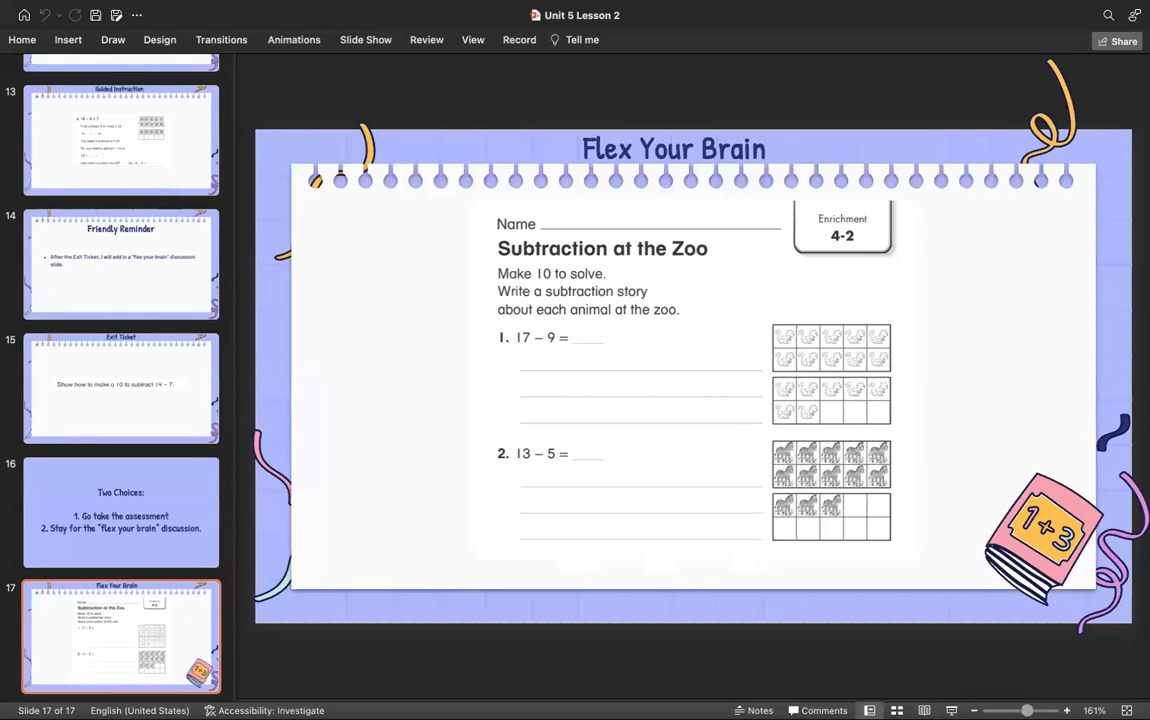 Unit 5 Lesson 2
Home Insert Draw Design Transitions Animations Slide Show Review View Record Tell me Share
13
Guided Instruction
14
Friendly Reminder
After the Exit Ticket, I will add in a "flex your brain" discussion
slide.
15
Exit Ticket
Show how to make a 10 to subtract 14 – 7.
16
Two Choices:
1. Go take the assessment
2. Stay for the "flex your brain" discussion.
17
Flex Your Brain
Subtraction at the Zoo
Flex Your Brain
Name
Enrichment
4-2
Subtraction at the Zoo
Make 10 to solve.
Write a subtraction story
about each animal at the zoo.
1. 17 – 9 =
2. 13 – 5 =
1+3
Slide 17 of 17 English (United States) Accessibility: Investigate Notes Comments 161%